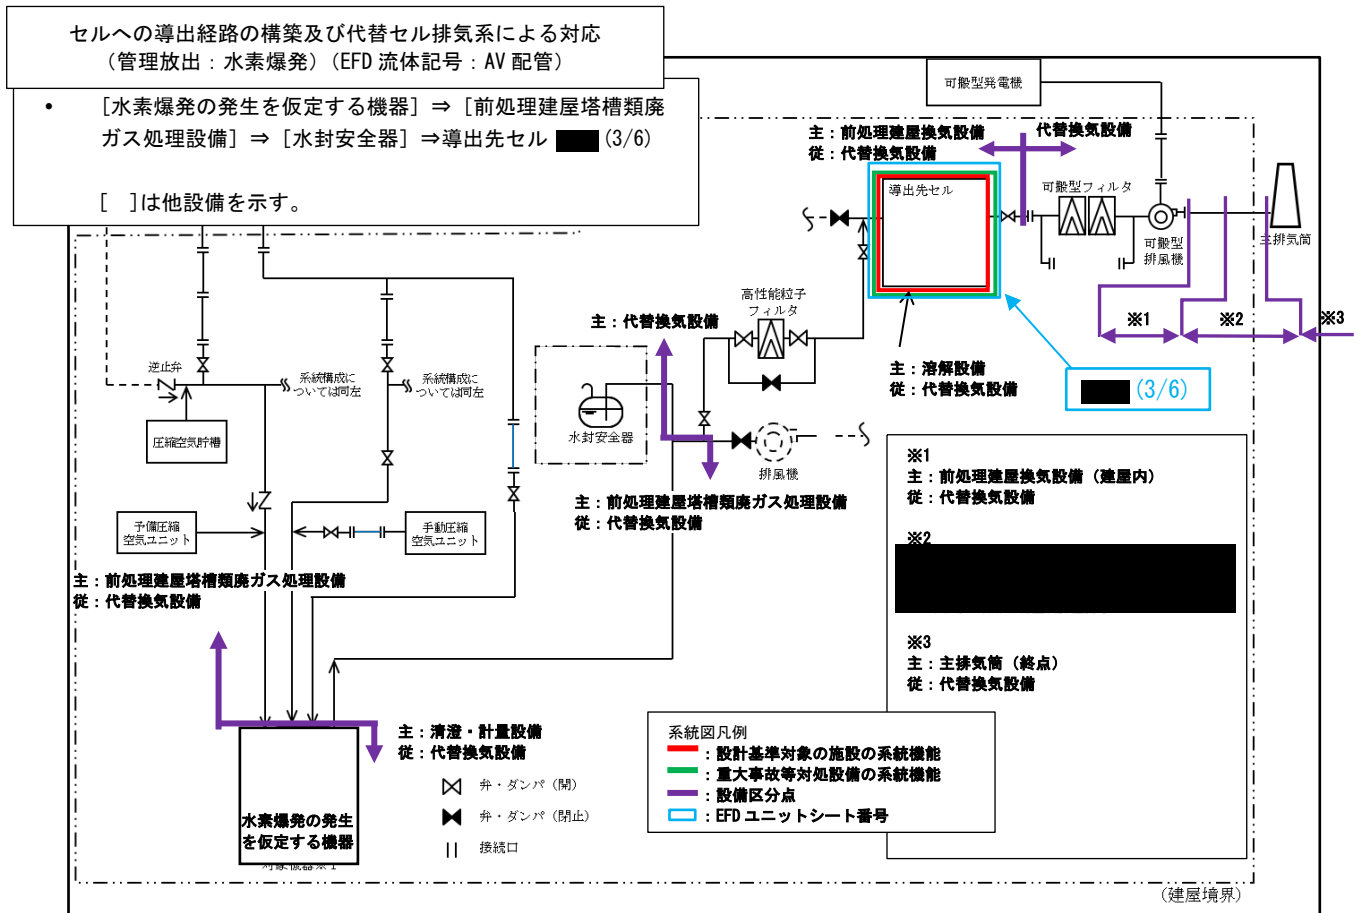 セルへの導出経路の構築及び代替セル排気系による対応
（管理放出：水素爆発）（EFD 流体記号：AV 配管）
• [水素爆発の発生を仮定する機器] ⇒ [前処理建屋塔槽類廃
ガス処理設備] ⇒ [水封安全器] ⇒導出先セル (3/6)
[ ]は他設備を示す。
可搬型発電機
主：前処理建屋換気設備
従：代替換気設備
代替換気設備
導出先セル
可搬型フィルタ
可搬型
排風機
主排気筒
※1
※2
※3
高性能粒子
フィルタ
主：代替換気設備
主：溶解設備
従：代替換気設備
(3/6)
逆止弁
系統構成に
ついては同左
系統構成に
ついては同左
圧縮空気貯槽
水封安全器
排風機
主：前処理建屋塔槽類廃ガス処理設備
従：代替換気設備
予備圧縮
空気ユニット
手動圧縮
空気ユニット
主：前処理建屋塔槽類廃ガス処理設備
従：代替換気設備
※1
主：前処理建屋換気設備（建屋内）
従：代替換気設備
※2
※3
主：主排気筒（終点）
従：代替換気設備
主：清澄・計量設備
従：代替換気設備
水素爆発の発生
を仮定する機器
弁・ダンパ（開）
弁・ダンパ（閉止）
接続口
系統図凡例
：設計基準対象の施設の系統機能
：重大事故等対処設備の系統機能
：設備区分点
：EFD ユニットシート番号
（建屋境界）